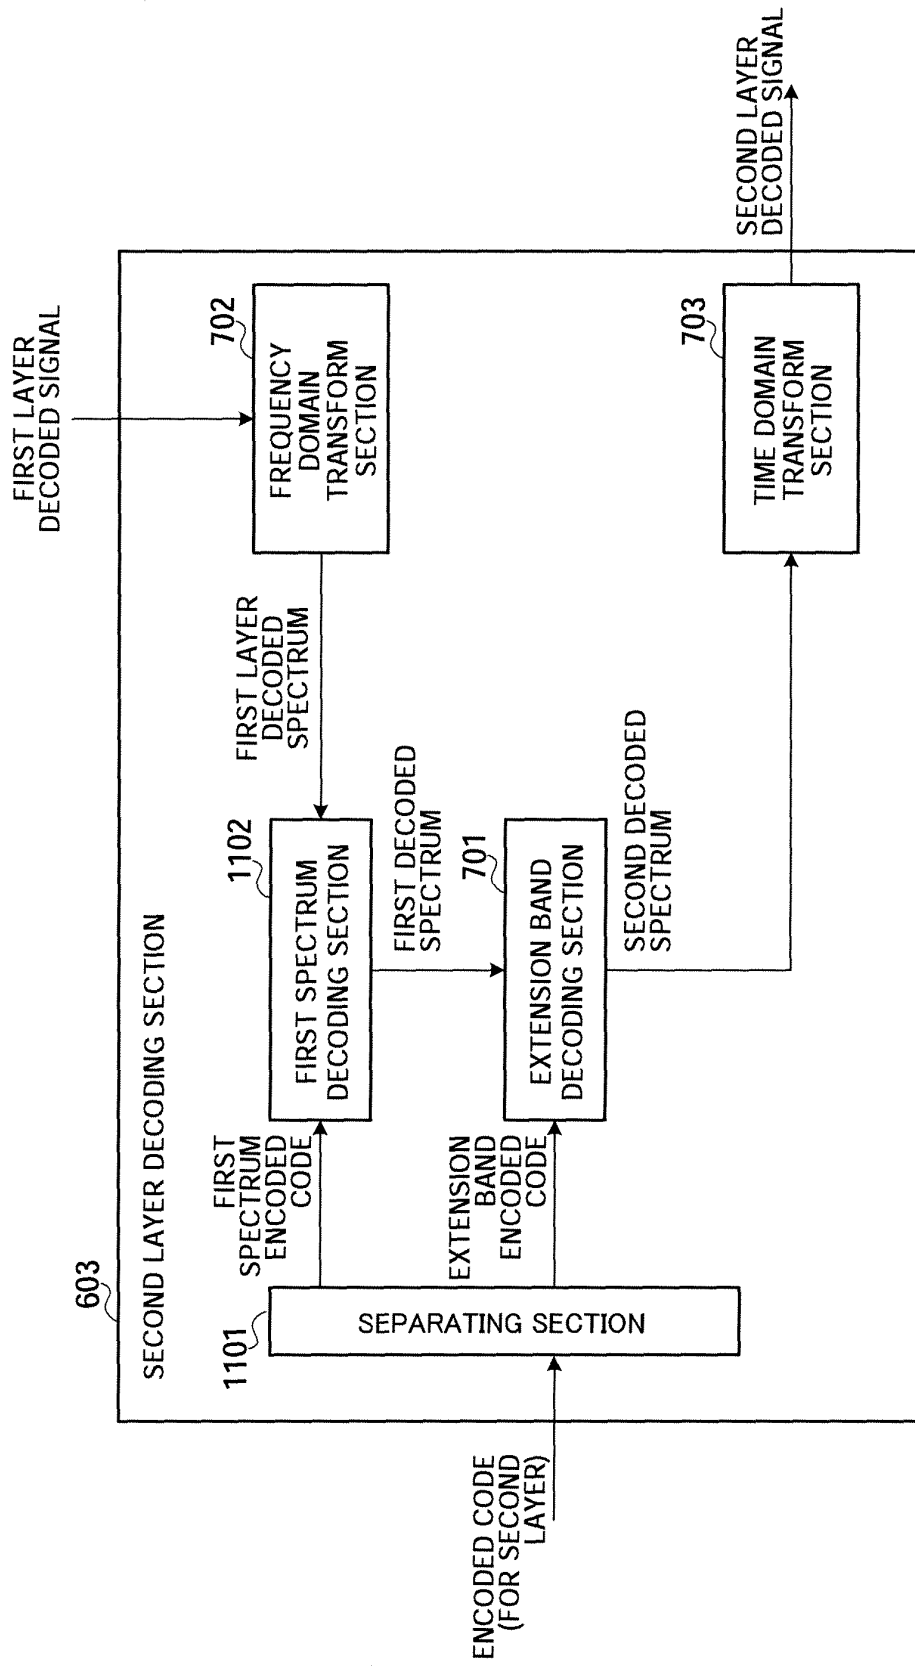 603
SECOND LAYER DECODING SECTION
FIRST LAYER
DECODED SIGNAL
702
FREQUENCY
DOMAIN
TRANSFORM
SECTION
FIRST LAYER
DECODED
SPECTRUM
1102
FIRST SPECTRUM
DECODING SECTION
FIRST
SPECTRUM
ENCODED
CODE
1101
SEPARATING SECTION
ENCODED CODE
(FOR SECOND
LAYER)
EXTENSION
BAND
ENCODED
CODE
FIRST DECODED
SPECTRUM
701
EXTENSION BAND
DECODING SECTION
SECOND DECODED
SPECTRUM
703
TIME DOMAIN
TRANSFORM
SECTION
SECOND LAYER
DECODED SIGNAL